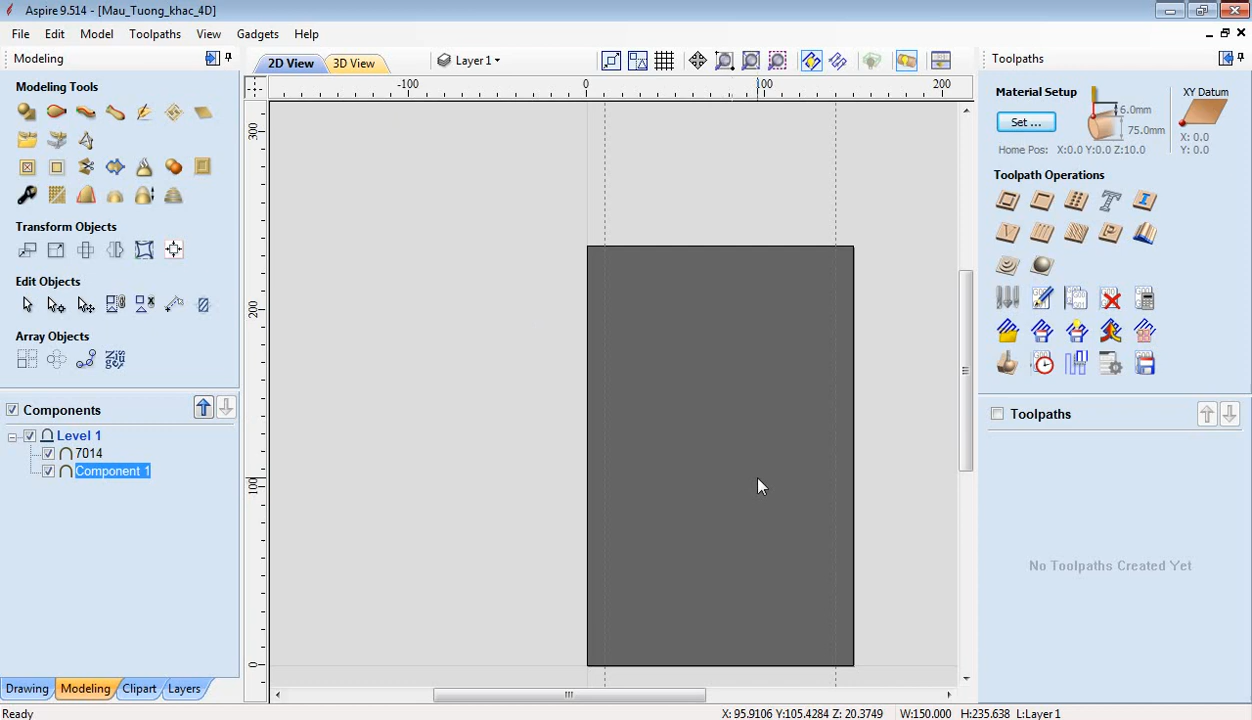 Aspire 9.514 - [Mau_Tuong_khac_4D]
File Edit Model Toolpaths View Gadgets Help
Modeling
2D View 3D View Layer 1
Toolpaths
Modeling Tools
-100 0 100 200
Material Setup XY Datum
Set ... 6.0mm
75.0mm X: 0.0
Home Pos: X:0.0 Y:0.0 Z:10.0 Y: 0.0
300
200
100
0
Toolpath Operations
Transform Objects
Edit Objects
Array Objects
Components
Level 1
7014
Component 1
Toolpaths
No Toolpaths Created Yet
Drawing Modeling Clipart Layers
Ready X: 95.9106 Y:105.4284 Z: 20.3749 W:150.000 H:235.638 L:Layer 1